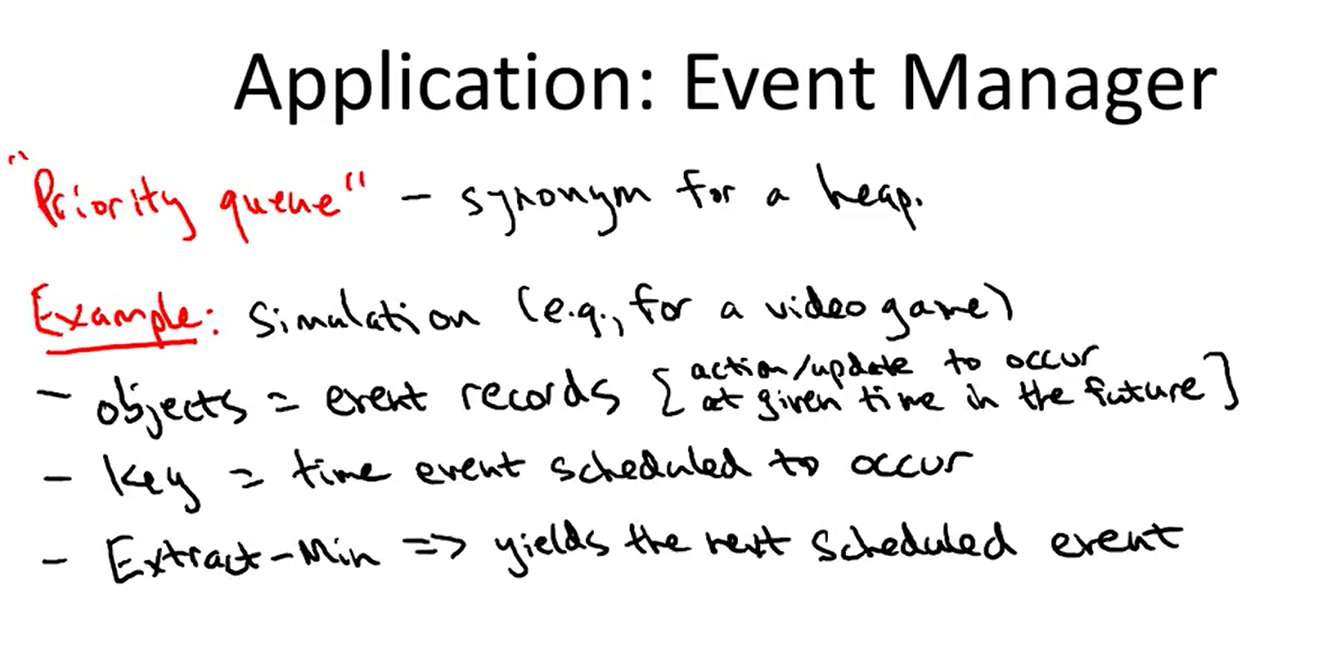 Application: Event Manager
"Priority queue" - synonym for a heap.
Example: simulation (e.g., for a video game)
- objects = event records [action/update to occur
at given time in the future]
- Key = time event scheduled to occur
- Extract-Min => yields the next scheduled event